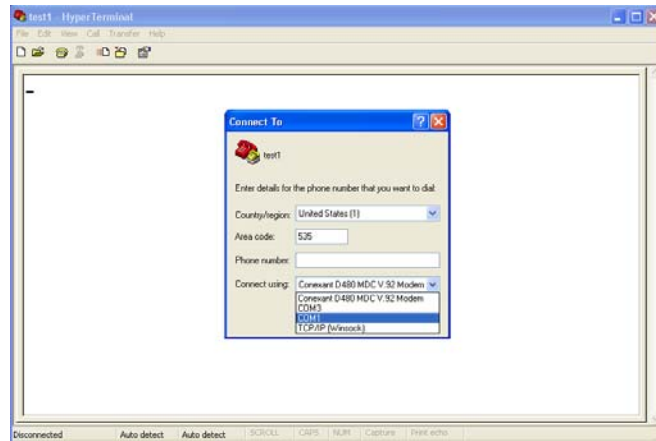 test1 - HyperTerminal
File Edit View Call Transfer Help
Connect To
test1
Enter details for the phone number that you want to dial:
Country/region: United States (1)
Area code: 535
Phone number:
Connect using: Conexant D480 MDC V.92 Modem
Conexant D480 MDC V.92 Modem
COM3
COM1
TCP/IP (Winsock)
Disconnected Auto detect Auto detect SCROLL CAPS NUM Capture Print echo